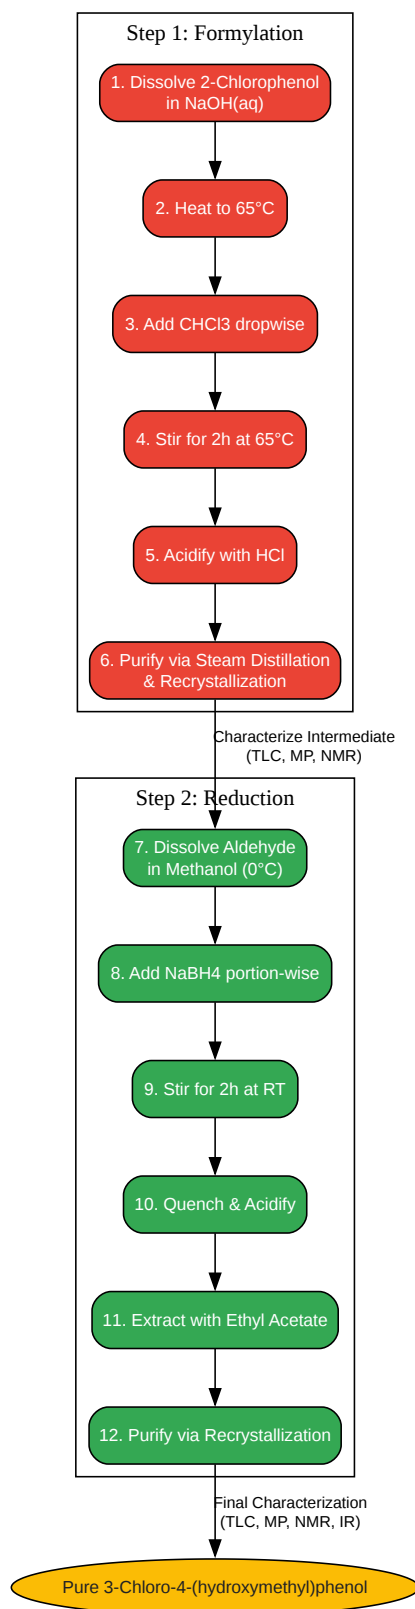 Step 1: Formylation
1. Dissolve 2-Chlorophenol
in NaOH(aq)
2. Heat to 65°C
3. Add CHCl3 dropwise
4. Stir for 2h at 65°C
5. Acidify with HCl
6. Purify via Steam Distillation
& Recrystallization
Characterize Intermediate
(TLC, MP, NMR)
Step 2: Reduction
7. Dissolve Aldehyde
in Methanol (0°C)
8. Add NaBH4 portion-wise
9. Stir for 2h at RT
10. Quench & Acidify
11. Extract with Ethyl Acetate
12. Purify via Recrystallization
Final Characterization
(TLC, MP, NMR, IR)
Pure 3-Chloro-4-(hydroxymethyl)phenol